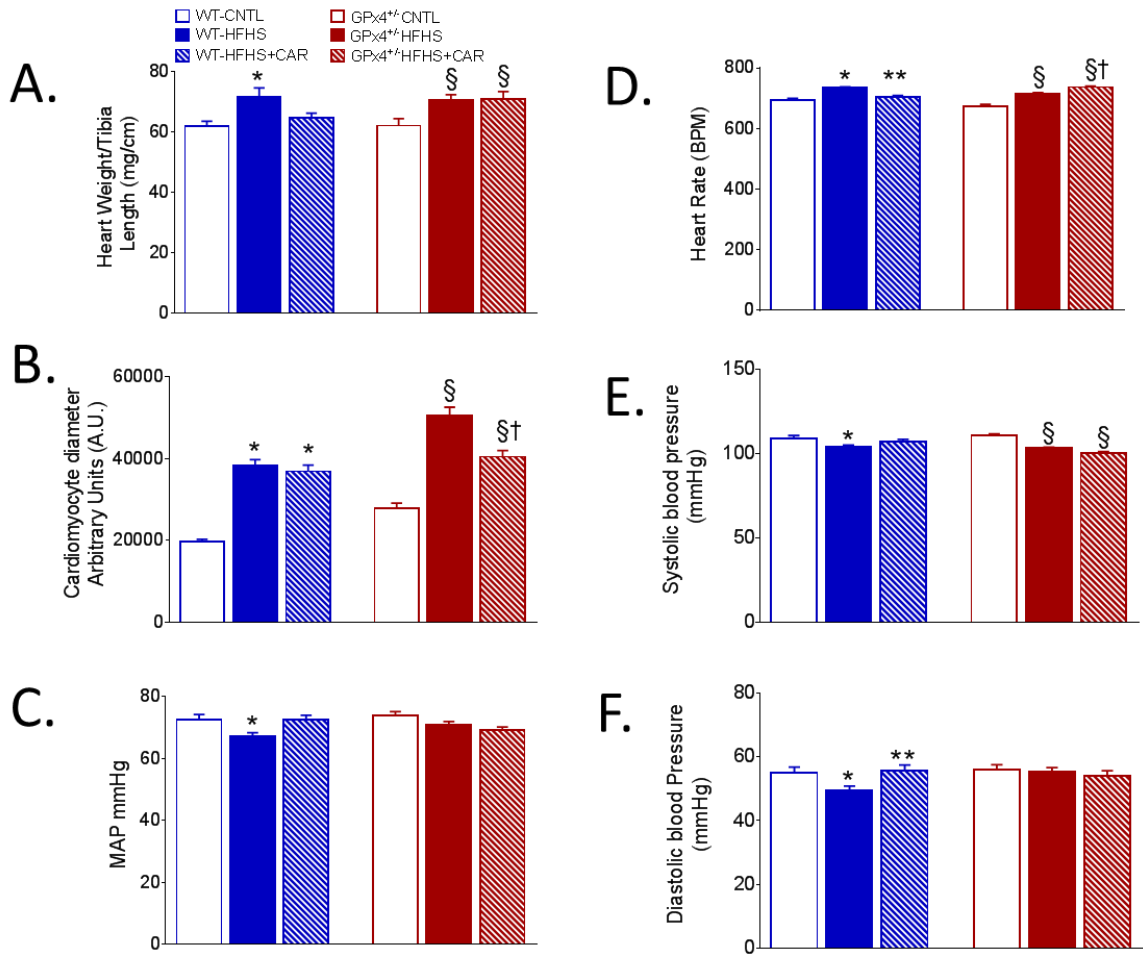 WT-CNTL
GPx4+/-CNTL
WT-HFHS
GPx4+/-HFHS
WT-HFHS+CAR
GPx4+/-HFHS+CAR
A.
Heart Weight/Tibia
Length (mg/cm)
80
60
40
20
0
*
§
§
D.
Heart Rate (BPM)
800
600
400
200
0
*
**
§
§†
B.
Cardiomyocyte diameter
Arbitrary Units (A.U.)
60000
40000
20000
0
*
*
§
§†
E.
Systolic blood pressure
(mmHg)
150
100
50
0
*
§
§
C.
MAP mmHg
80
60
40
20
0
*
F.
Diastolic blood Pressure
(mmHg)
80
60
40
20
0
*
**